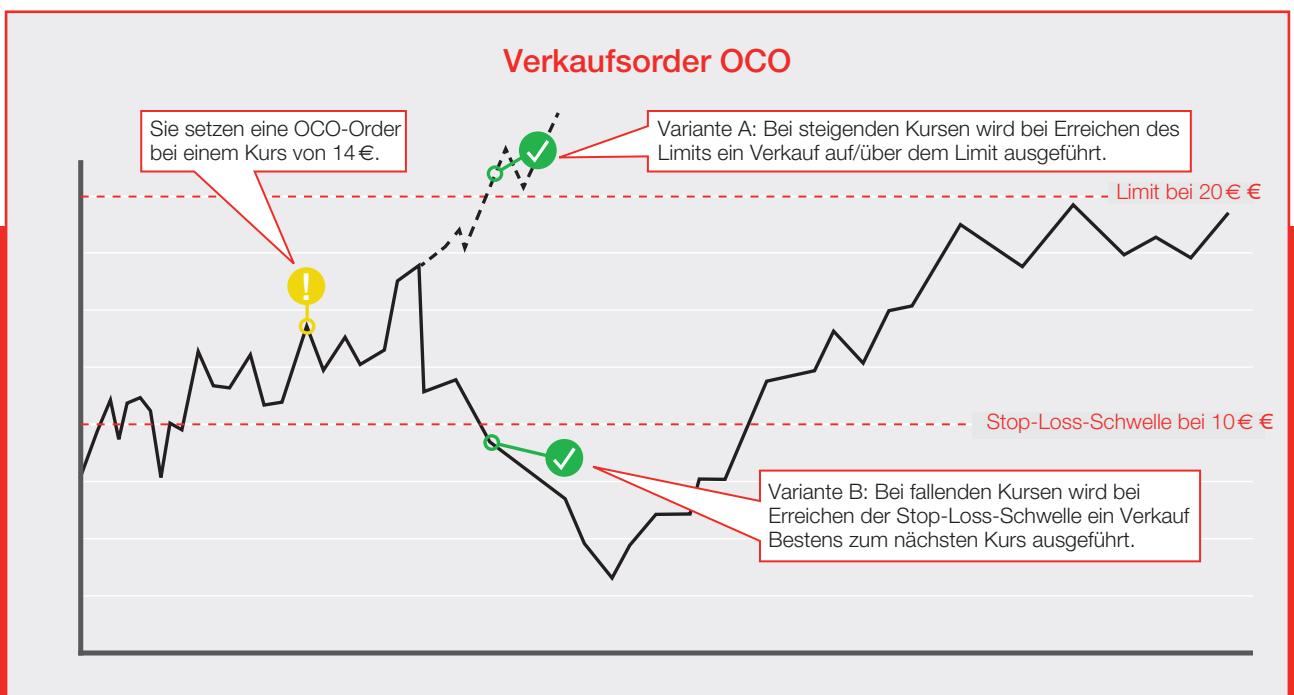 Verkaufsorder OCO
Sie setzen eine OCO-Order
bei einem Kurs von 14 €.
Variante A: Bei steigenden Kursen wird bei Erreichen des
Limits ein Verkauf auf/über dem Limit ausgeführt.
Limit bei 20 € €
!
Stop-Loss-Schwelle bei 10 € €
Variante B: Bei fallenden Kursen wird bei
Erreichen der Stop-Loss-Schwelle ein Verkauf
Bestens zum nächsten Kurs ausgeführt.